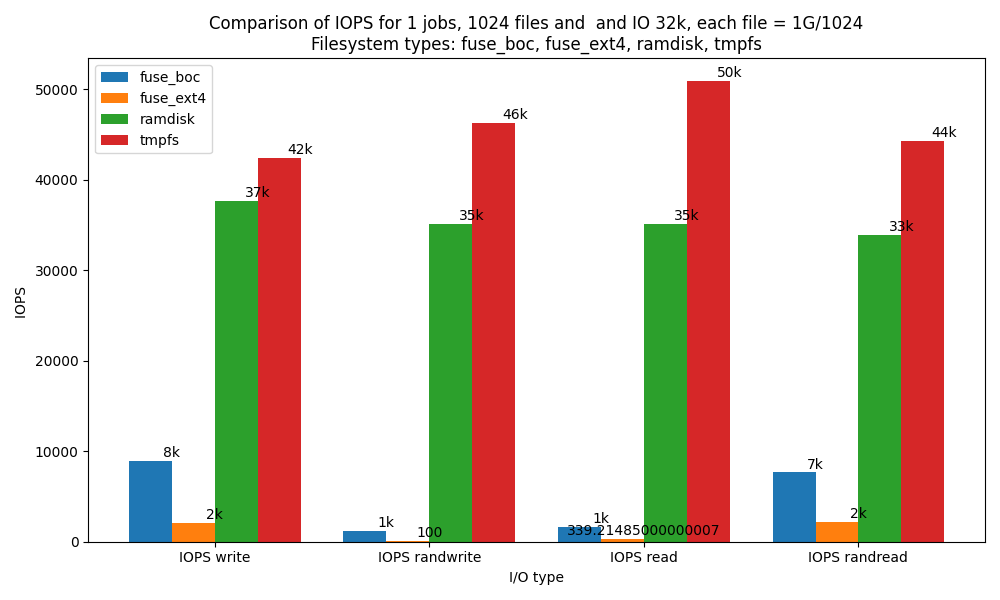 Comparison of IOPS for 1 jobs, 1024 files and  and IO 32k, each file = 1G/1024
Filesystem types: fuse_boc, fuse_ext4, ramdisk, tmpfs
fuse_boc
fuse_ext4
ramdisk
tmpfs
IOPS
50000
40000
30000
20000
10000
0
8k
2k
37k
42k
1k
100
35k
46k
1k
339.21485000000007
35k
50k
7k
2k
33k
44k
IOPS write
IOPS randwrite
IOPS read
IOPS randread
I/O type